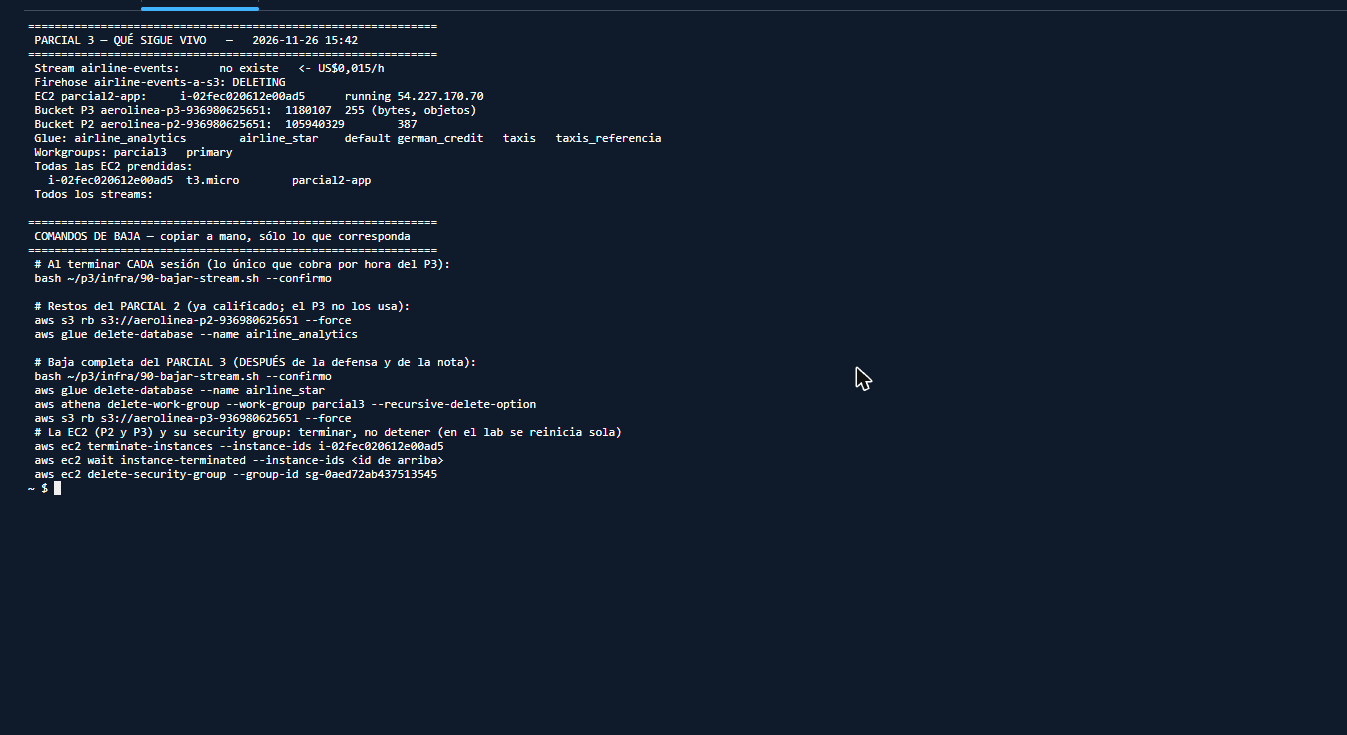 ==============================================================
PARCIAL 3 — QUÉ SIGUE VIVO   —   2026-11-26 15:42
==============================================================
Stream airline-events:      no existe   <- US$0,015/h
Firehose airline-events-a-s3: DELETING
EC2 parcial2-app:     i-02fec020612e00ad5      running 54.227.170.70
Bucket P3 aerolinea-p3-936980625651:  1180107  255 (bytes, objetos)
Bucket P2 aerolinea-p2-936980625651:  105940329        387
Glue: airline_analytics        airline_star    default german_credit   taxis   taxis_referencia
Workgroups: parcial3   primary
Todas las EC2 prendidas:
  i-02fec020612e00ad5  t3.micro        parcial2-app
Todos los streams:
==============================================================
COMANDOS DE BAJA — copiar a mano, sólo lo que corresponda
==============================================================
# Al terminar CADA sesión (lo único que cobra por hora del P3):
bash ~/p3/infra/90-bajar-stream.sh --confirmo
# Restos del PARCIAL 2 (ya calificado; el P3 no los usa):
aws s3 rb s3://aerolinea-p2-936980625651 --force
aws glue delete-database --name airline_analytics
# Baja completa del PARCIAL 3 (DESPUÉS de la defensa y de la nota):
bash ~/p3/infra/90-bajar-stream.sh --confirmo
aws glue delete-database --name airline_star
aws athena delete-work-group --work-group parcial3 --recursive-delete-option
aws s3 rb s3://aerolinea-p3-936980625651 --force
# La EC2 (P2 y P3) y su security group: terminar, no detener (en el lab se reinicia sola)
aws ec2 terminate-instances --instance-ids i-02fec020612e00ad5
aws ec2 wait instance-terminated --instance-ids <id de arriba>
aws ec2 delete-security-group --group-id sg-0aed72ab437513545
~ $